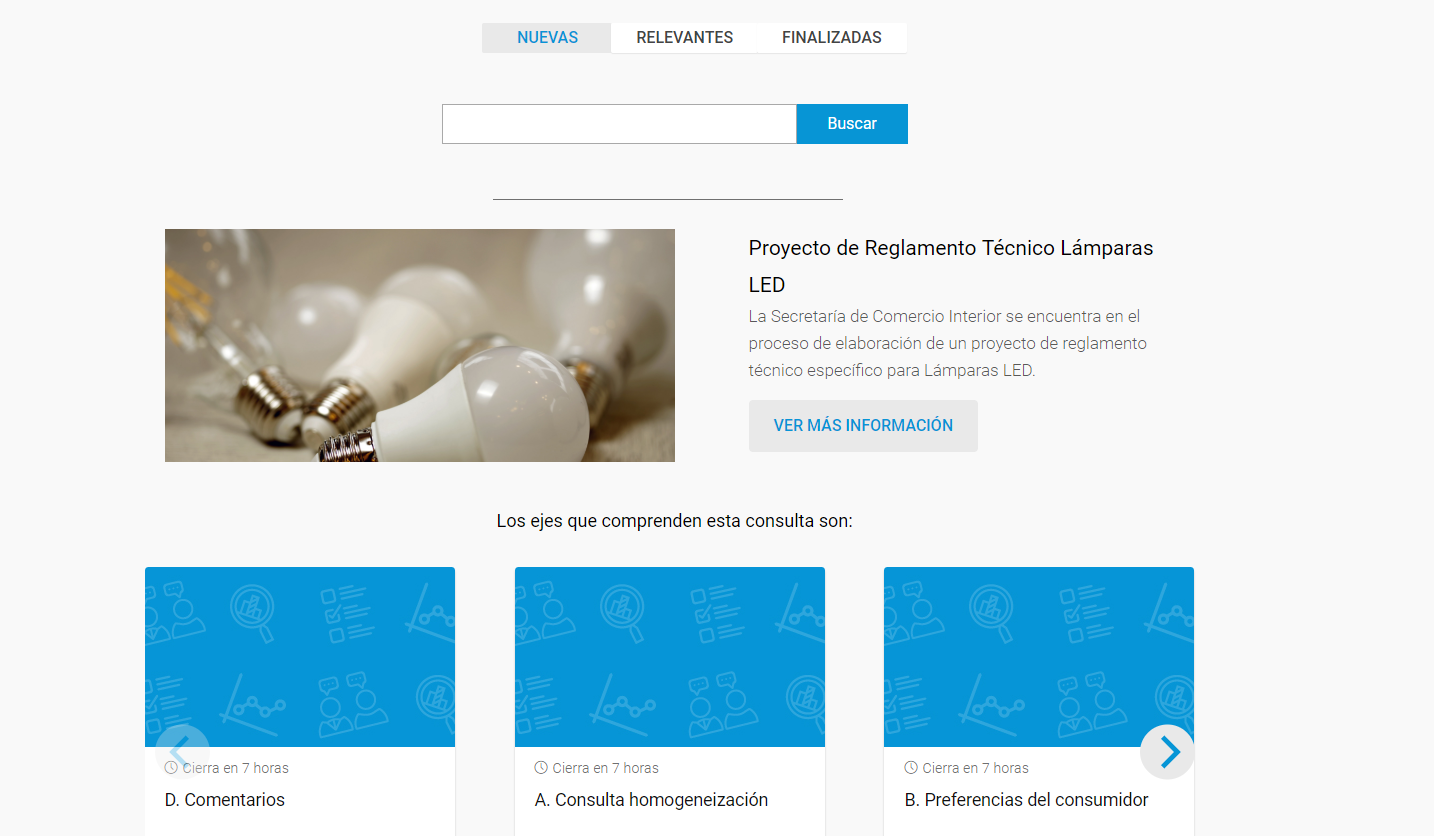 NUEVAS RELEVANTES FINALIZADAS
Buscar
Proyecto de Reglamento Técnico Lámparas
LED
La Secretaría de Comercio Interior se encuentra en el
proceso de elaboración de un proyecto de reglamento
técnico específico para Lámparas LED.
VER MÁS INFORMACIÓN
Los ejes que comprenden esta consulta son:
Cierra en 7 horas
D. Comentarios
Cierra en 7 horas
A. Consulta homogeneización
Cierra en 7 horas
B. Preferencias del consumidor